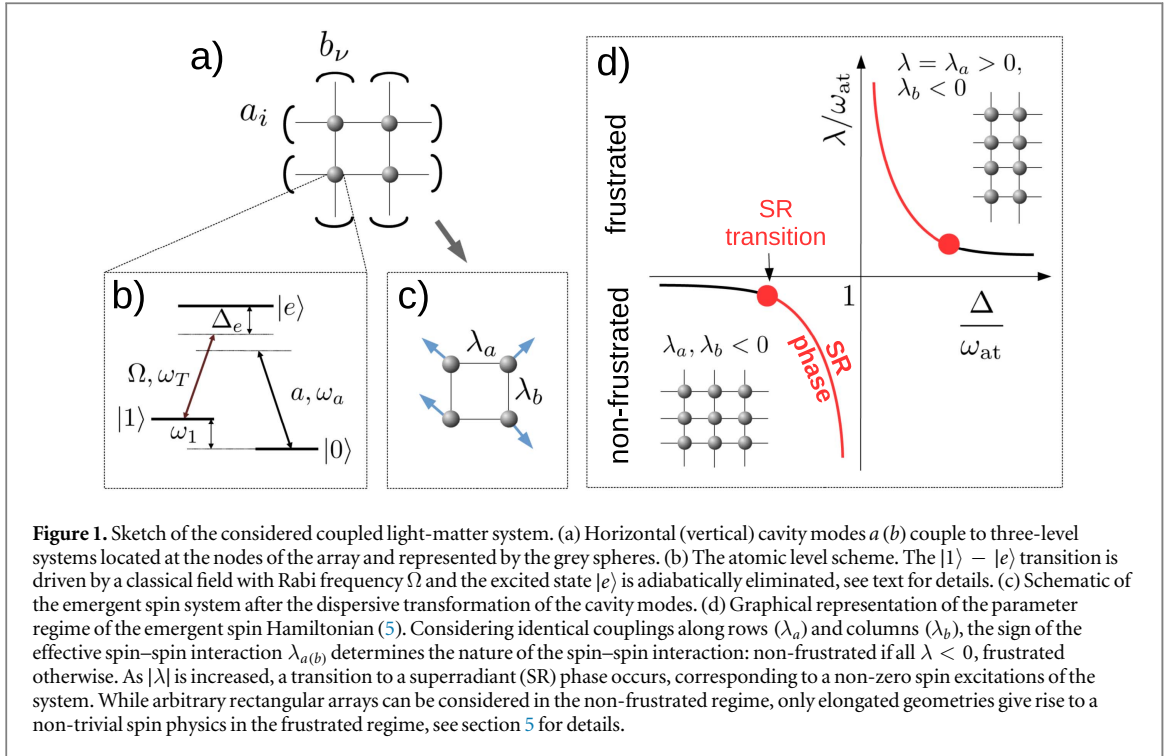 a)
b_ν
a_i
b)
|e⟩
Δ_e
Ω, ω_T
a, ω_a
|1⟩
ω_1
|0⟩
c)
λ_a
λ_b
d)
frustrated
non-frustrated
λ/ω_at
λ = λ_a > 0,
λ_b < 0
SR
transition
1
Δ
ω_at
λ_a, λ_b < 0
SR
phase
Figure 1. Sketch of the considered coupled light-matter system. (a) Horizontal (vertical) cavity modes a (b) couple to three-level
systems located at the nodes of the array and represented by the grey spheres. (b) The atomic level scheme. The |1⟩ − |e⟩ transition is
driven by a classical field with Rabi frequency Ω and the excited state |e⟩ is adiabatically eliminated, see text for details. (c) Schematic of
the emergent spin system after the dispersive transformation of the cavity modes. (d) Graphical representation of the parameter
regime of the emergent spin Hamiltonian (5). Considering identical couplings along rows (λ_a) and columns (λ_b), the sign of the
effective spin–spin interaction λ_a(b) determines the nature of the spin–spin interaction: non-frustrated if all λ < 0, frustrated
otherwise. As |λ| is increased, a transition to a superradiant (SR) phase occurs, corresponding to a non-zero spin excitations of the
system. While arbitrary rectangular arrays can be considered in the non-frustrated regime, only elongated geometries give rise to a
non-trivial spin physics in the frustrated regime, see section 5 for details.